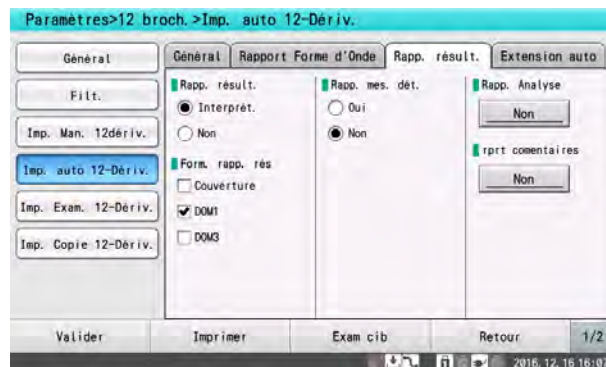 Paramètres>12 broch.>Imp. auto 12-Dériv.
Général
Filt.
Imp. Man. 12dériv.
Imp. auto 12-Dériv.
Imp. Exam. 12-Dériv.
Imp. Copie 12-Dériv.
Général
Rapport Forme d'Onde
Rapp. résult.
Extension auto
Rapp. résult.
Interprét.
Non
Form. rapp. rés
Couverture
DOM1
DOM3
Rapp. mes. dét.
Oui
Non
Rapp. Analyse
Non
rprt comentaires
Non
Valider
Imprimer
Exam cib
Retour
1/2
2016.12.16 16:07